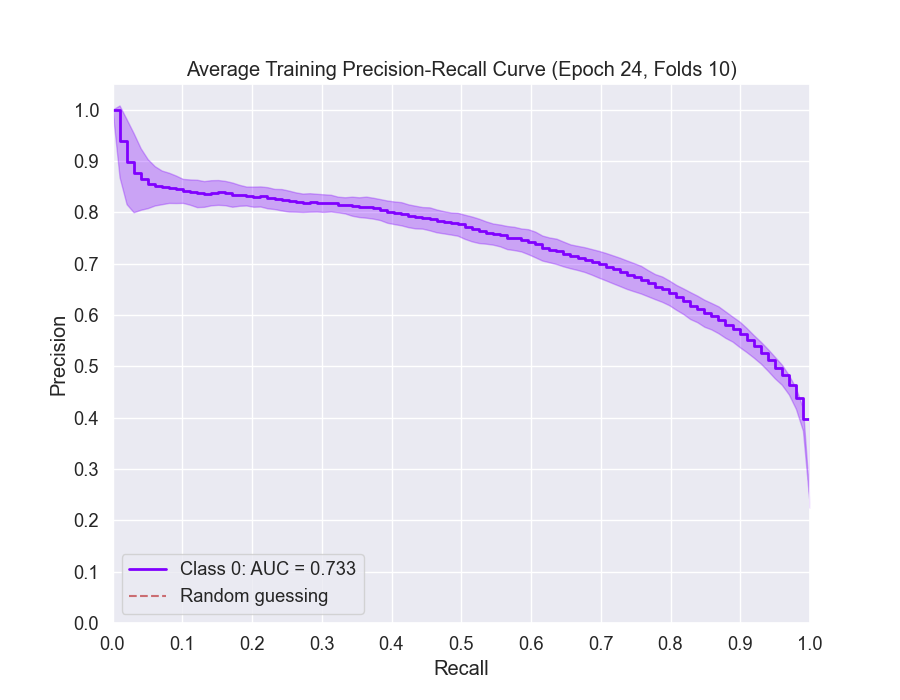 Average Training Precision-Recall Curve (Epoch 24, Folds 10)
1.0
0.9
0.8
0.7
0.6
0.5
0.4
0.3
0.2
0.1
0.0
Precision
Class 0: AUC = 0.733
Random guessing
0.0 0.1 0.2 0.3 0.4 0.5 0.6 0.7 0.8 0.9 1.0
Recall